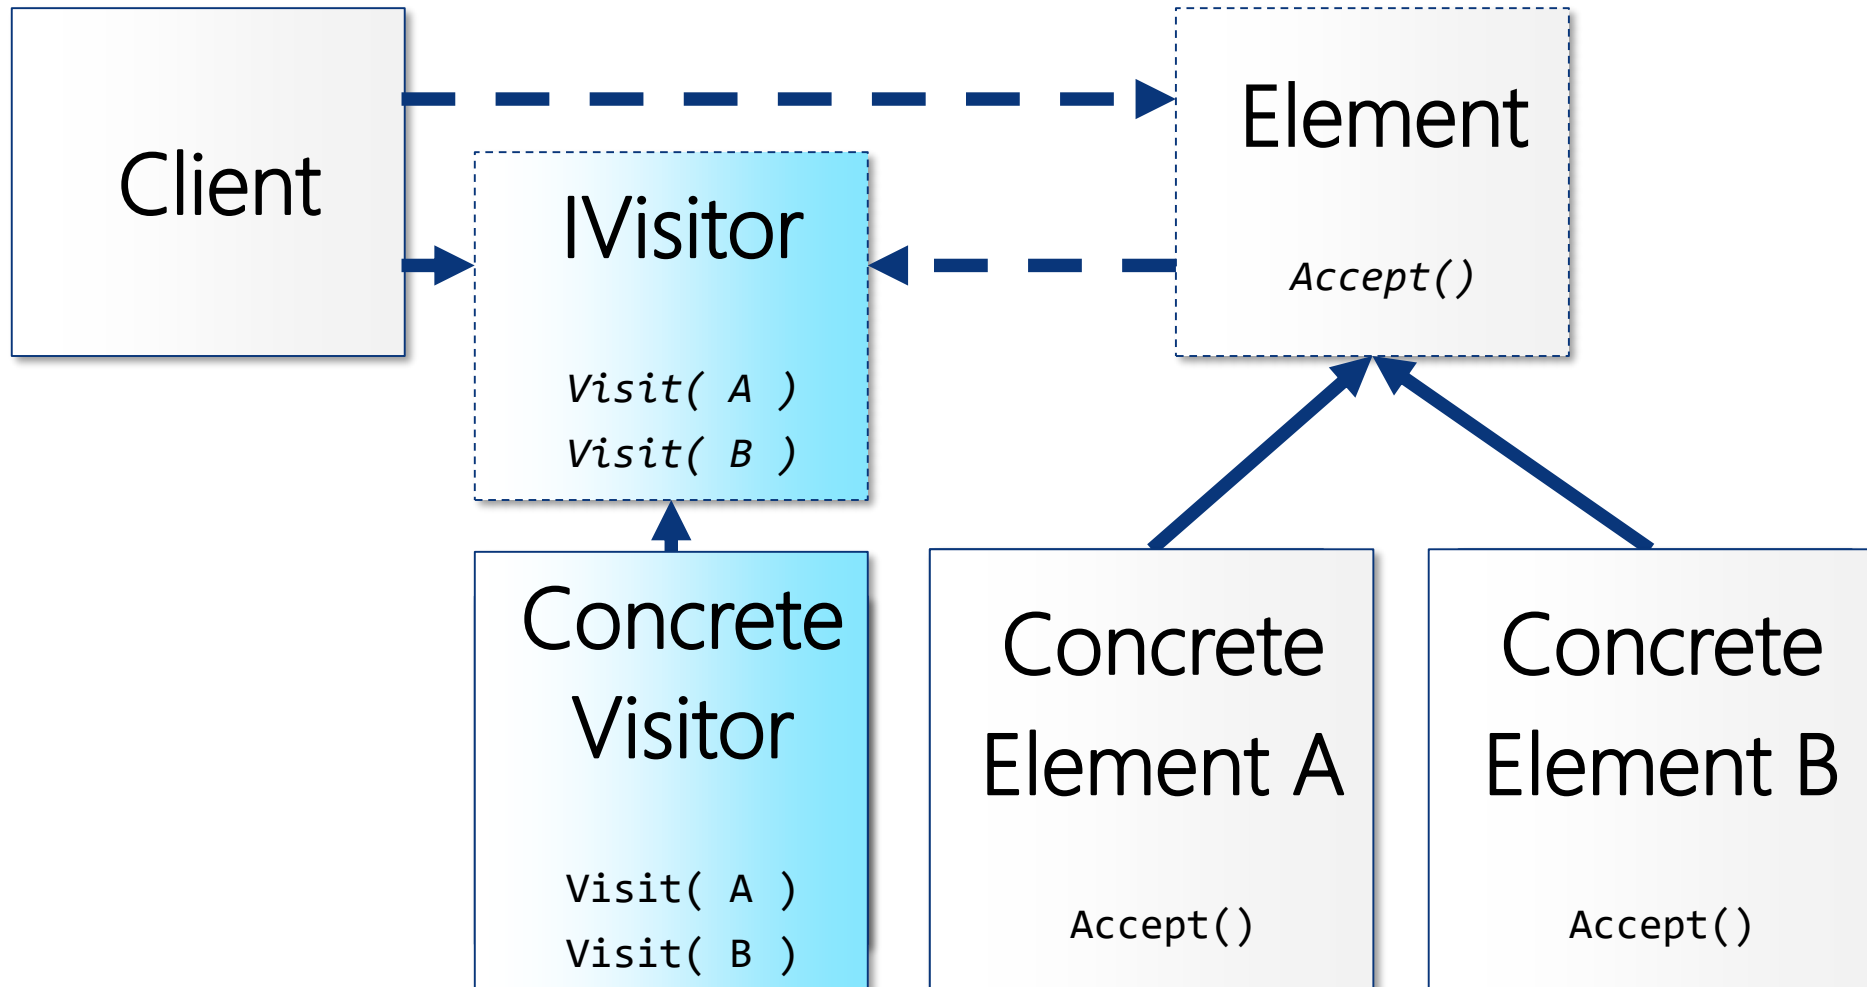 Client
IVisitor
Visit( A )
Visit( B )
Element
Accept()
Concrete
Visitor
Visit( A )
Visit( B )
Concrete
Element A
Accept()
Concrete
Element B
Accept()